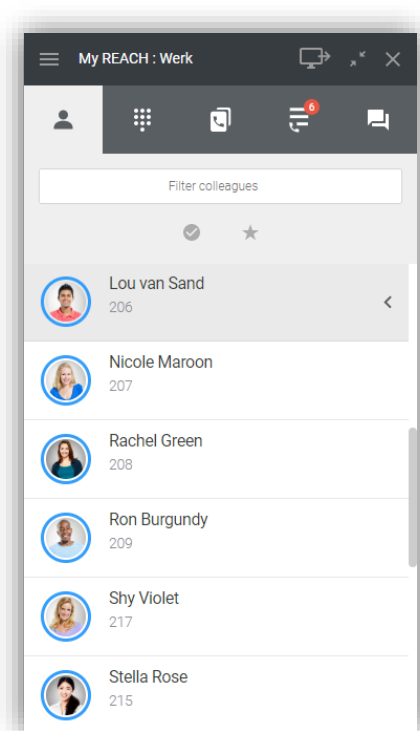 My REACH : Werk
6
Filter colleagues
Lou van Sand
206
Nicole Maroon
207
Rachel Green
208
Ron Burgundy
209
Shy Violet
217
Stella Rose
215